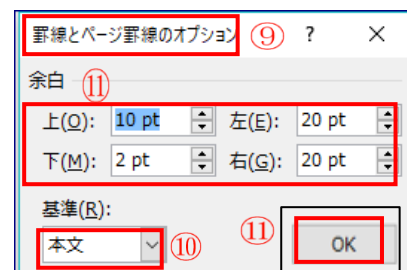 罫線とページ罫線のオプション ⑨ ? ×
余白 ⑪
上(O): 10 pt 左(E): 20 pt
下(M): 2 pt 右(G): 20 pt
基準(R):
本文 ⑩ ⑪ OK